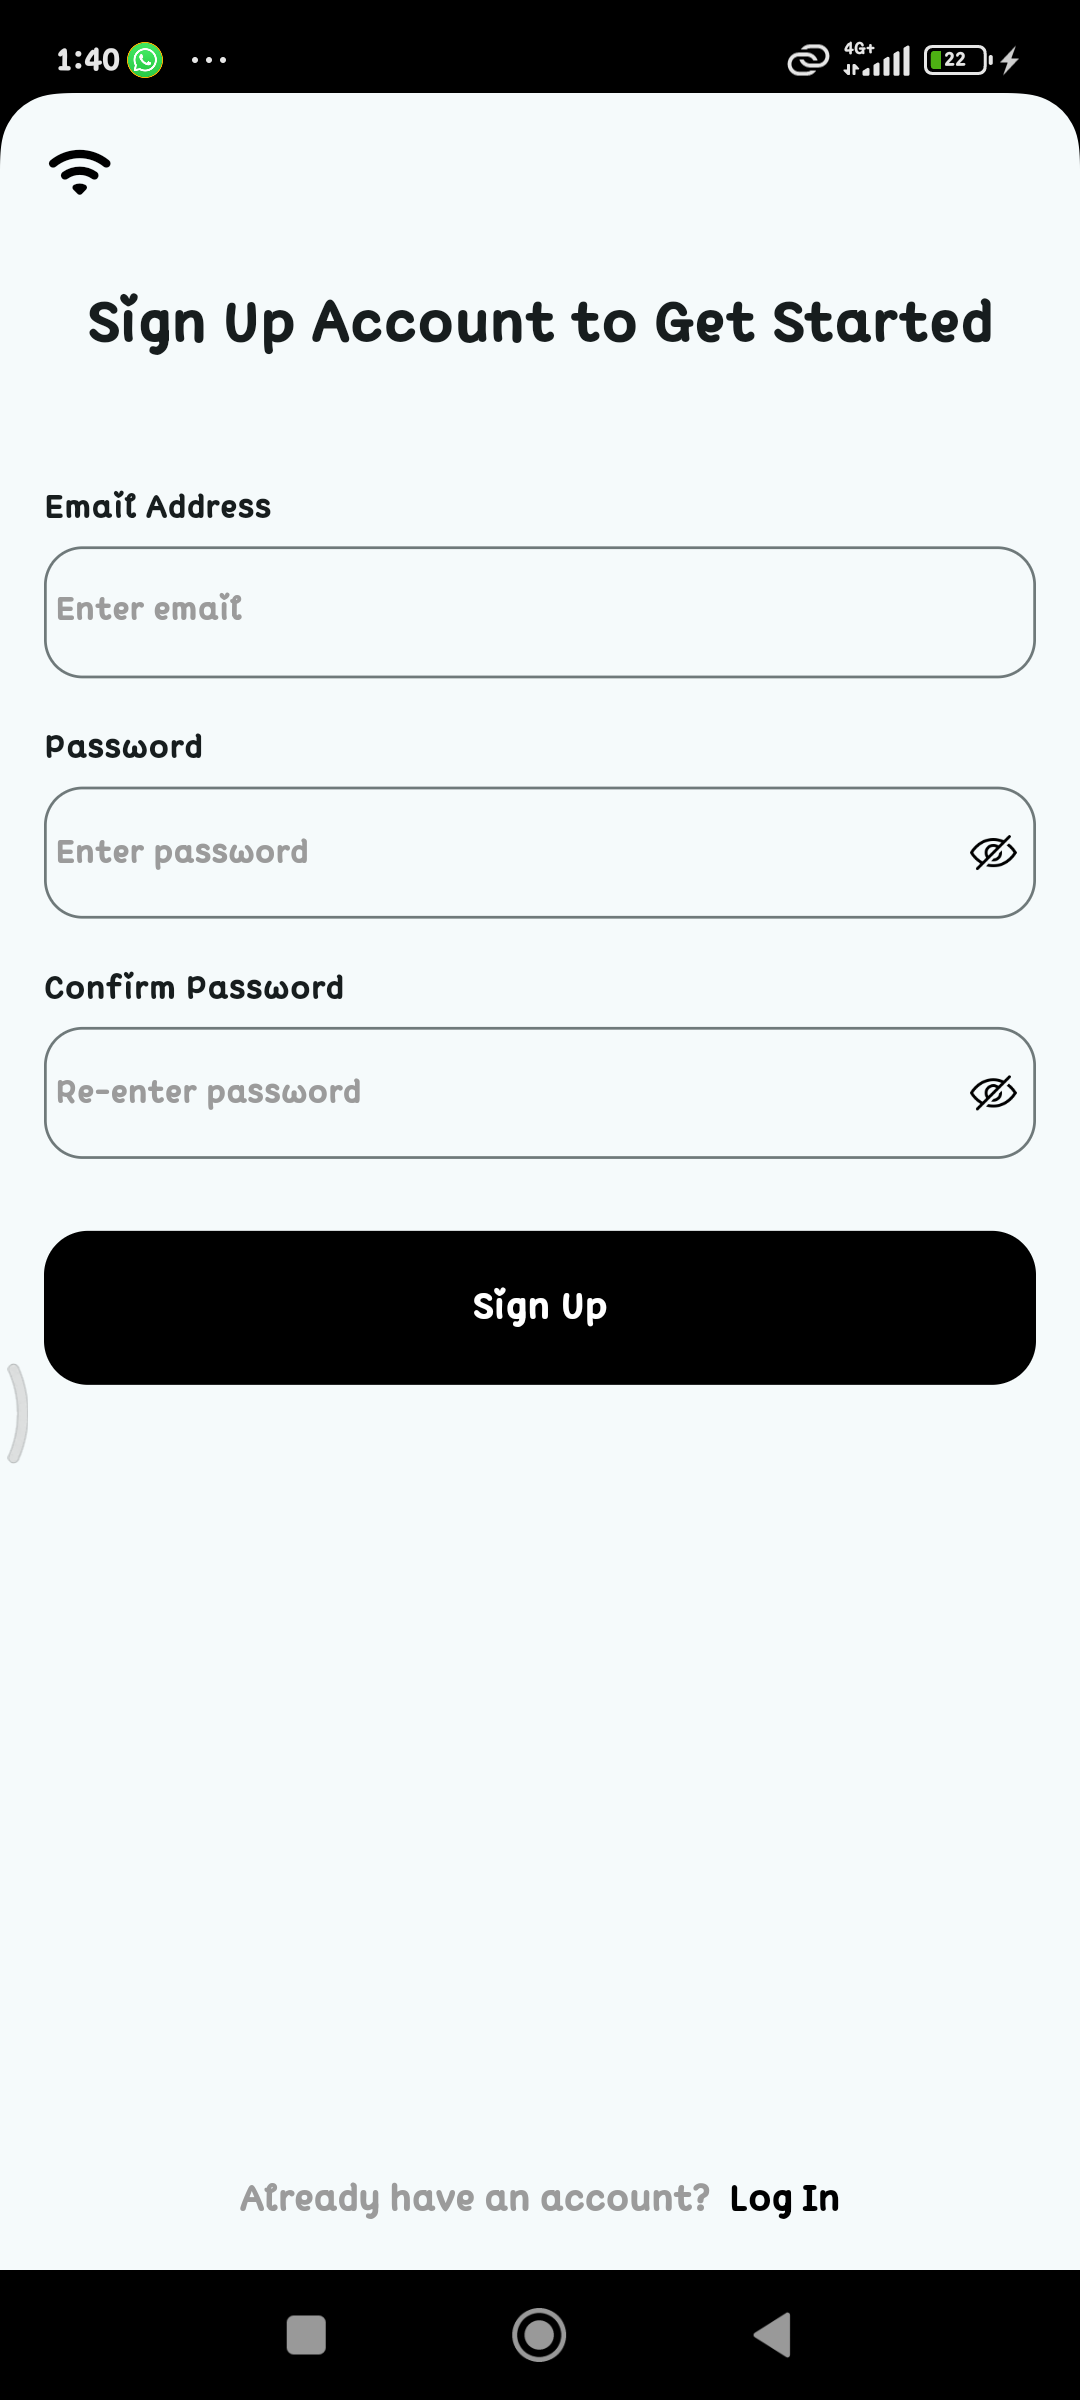 1:40
4G+
22
Sign Up Account to Get Started
Email Address
Enter email
Password
Enter password
Confirm Password
Re-enter password
Sign Up
Already have an account? Log In